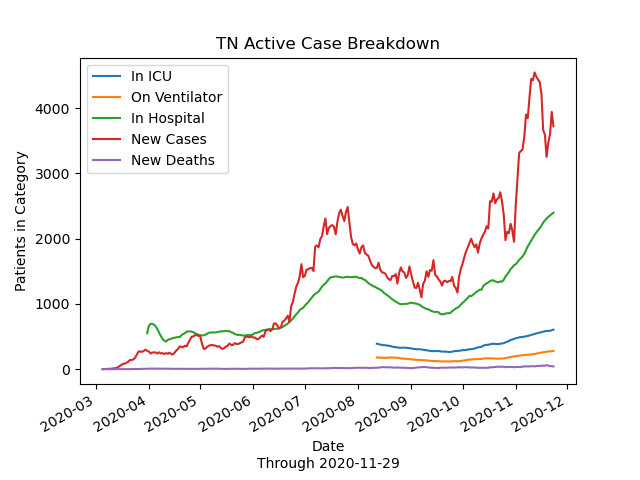 TN Active Case Breakdown
In ICU
On Ventilator
In Hospital
New Cases
New Deaths
Patients in Category
4000
3000
2000
1000
0
2020-03
2020-04
2020-05
2020-06
2020-07
2020-08
2020-09
2020-10
2020-11
2020-12
Date
Through 2020-11-29